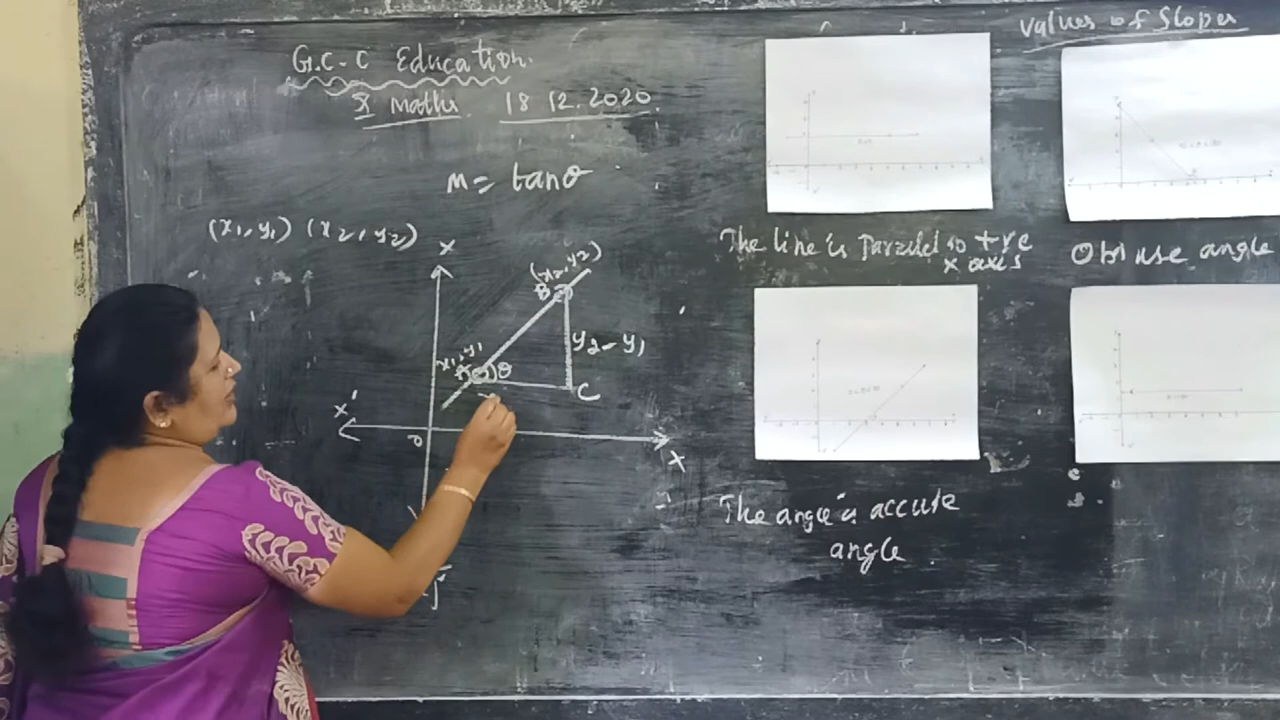 G.C.C Education.
X Maths 18 12.2020
m = tanθ
(x1, y1) (x2, y2)
X
(x2, y2)
B
x1, y1
A θ
y2 - y1
C
X'
o
X
values of Slopes
The line is Parallel to +ve
x axis
Obtuse angle
The angle is accute
angle